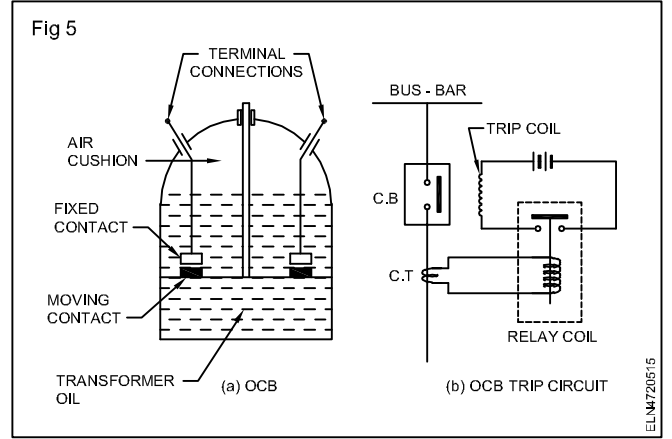 Fig 5
TERMINAL
CONNECTIONS
AIR
CUSHION
FIXED
CONTACT
MOVING
CONTACT
TRANSFORMER
OIL
(a) OCB
BUS - BAR
TRIP COIL
C.B
C.T
RELAY COIL
(b) OCB TRIP CIRCUIT
ELN4720515